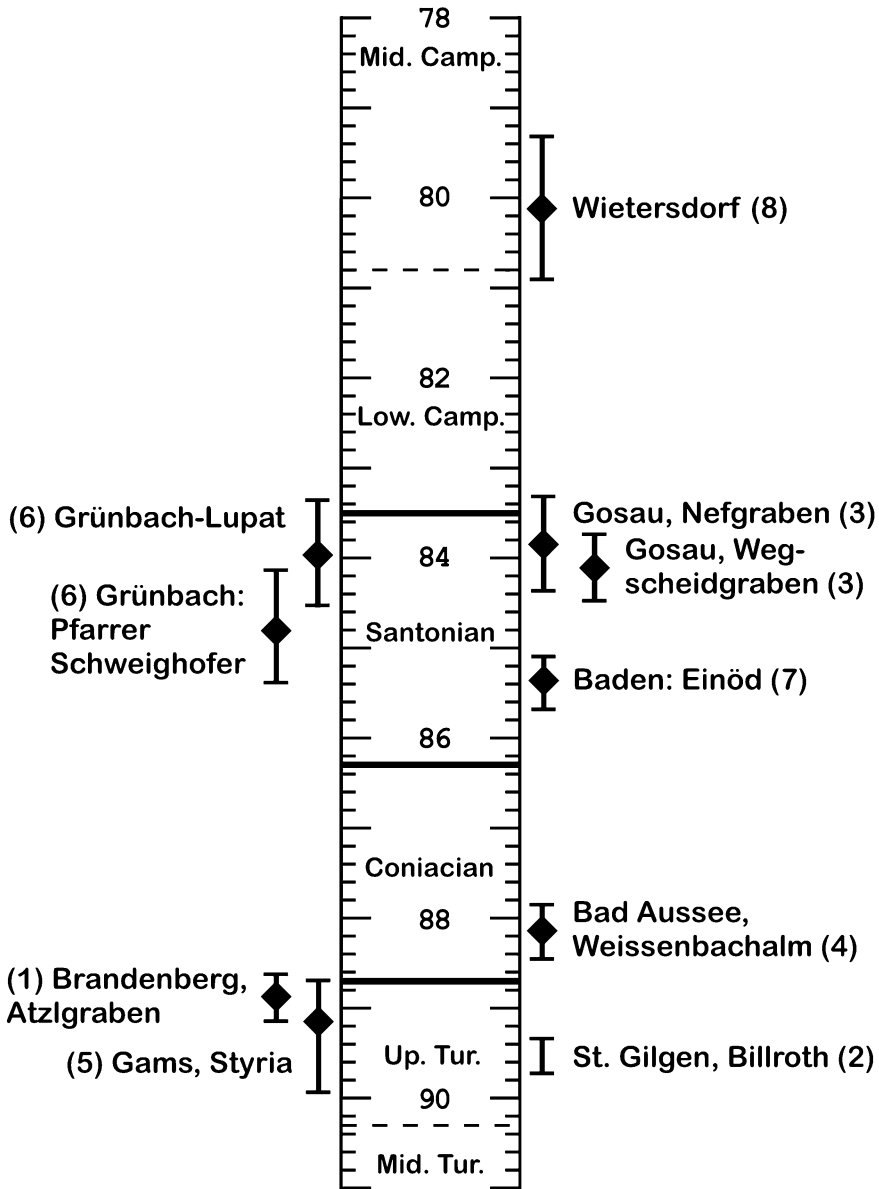 78
Mid. Camp.
80
Wietersdorf (8)
82
Low. Camp.
(6) Grünbach-Lupat
Gosau, Nefgraben (3)
84
Gosau, Weg-
scheidgraben (3)
(6) Grünbach:
Pfarrer
Schweighofer
Santonian
Baden: Einöd (7)
86
Coniacian
88
Bad Aussee,
Weissenbachalm (4)
(1) Brandenberg,
Atzlgraben
(5) Gams, Styria
Up. Tur.
St. Gilgen, Billroth (2)
90
Mid. Tur.